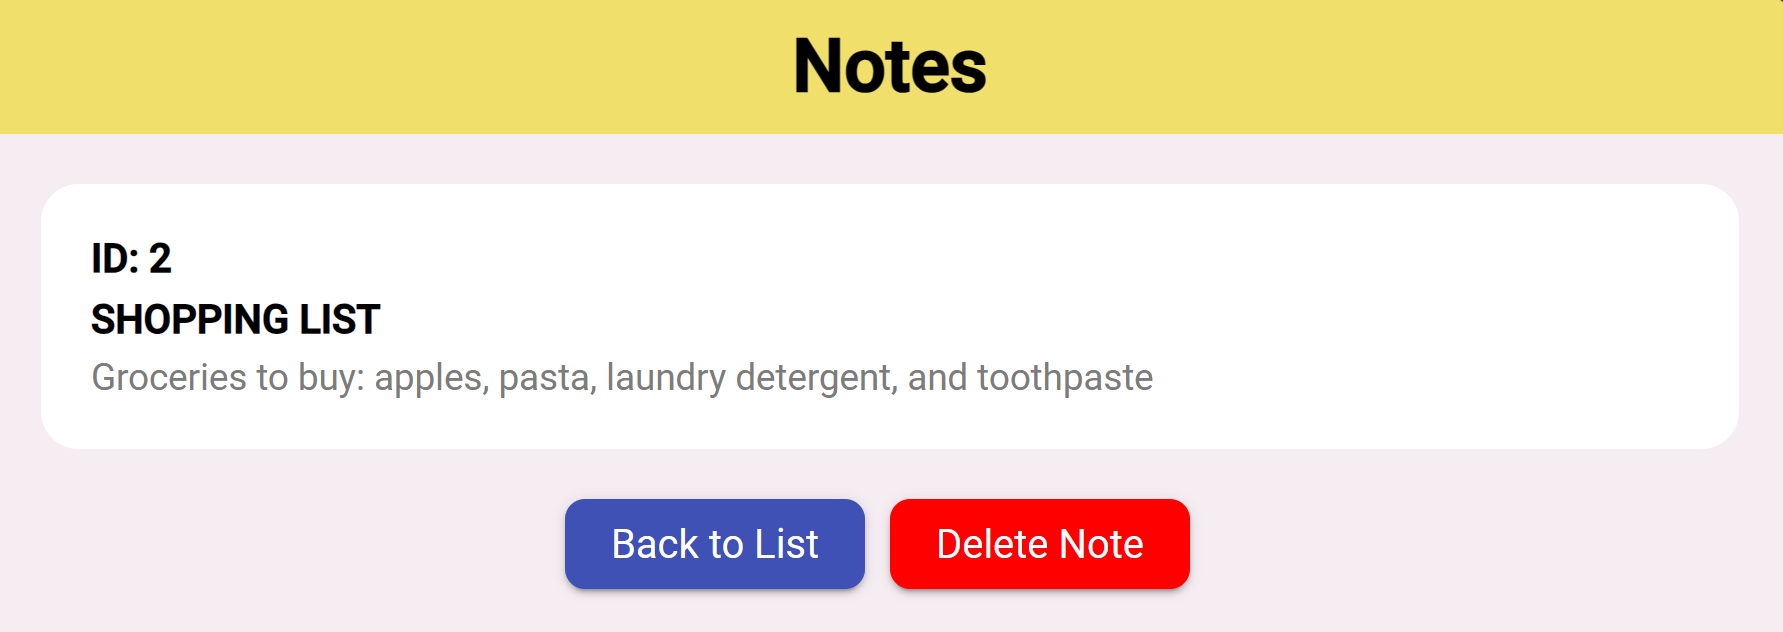 Notes
ID: 2
SHOPPING LIST
Groceries to buy: apples, pasta, laundry detergent, and toothpaste
Back to List
Delete Note